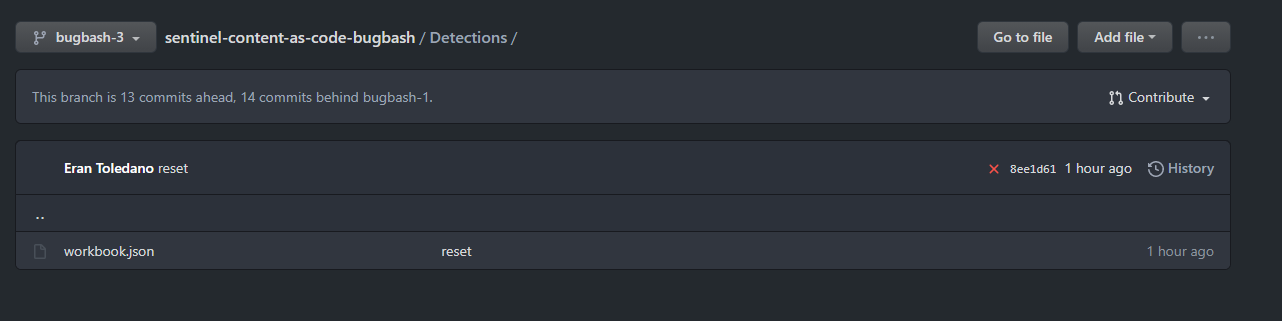 bugbash-3 sentinel-content-as-code-bugbash / Detections / Go to file Add file ...
This branch is 13 commits ahead, 14 commits behind bugbash-1. Contribute
Eran Toledano reset 8ee1d61 1 hour ago History
..
workbook.json reset 1 hour ago